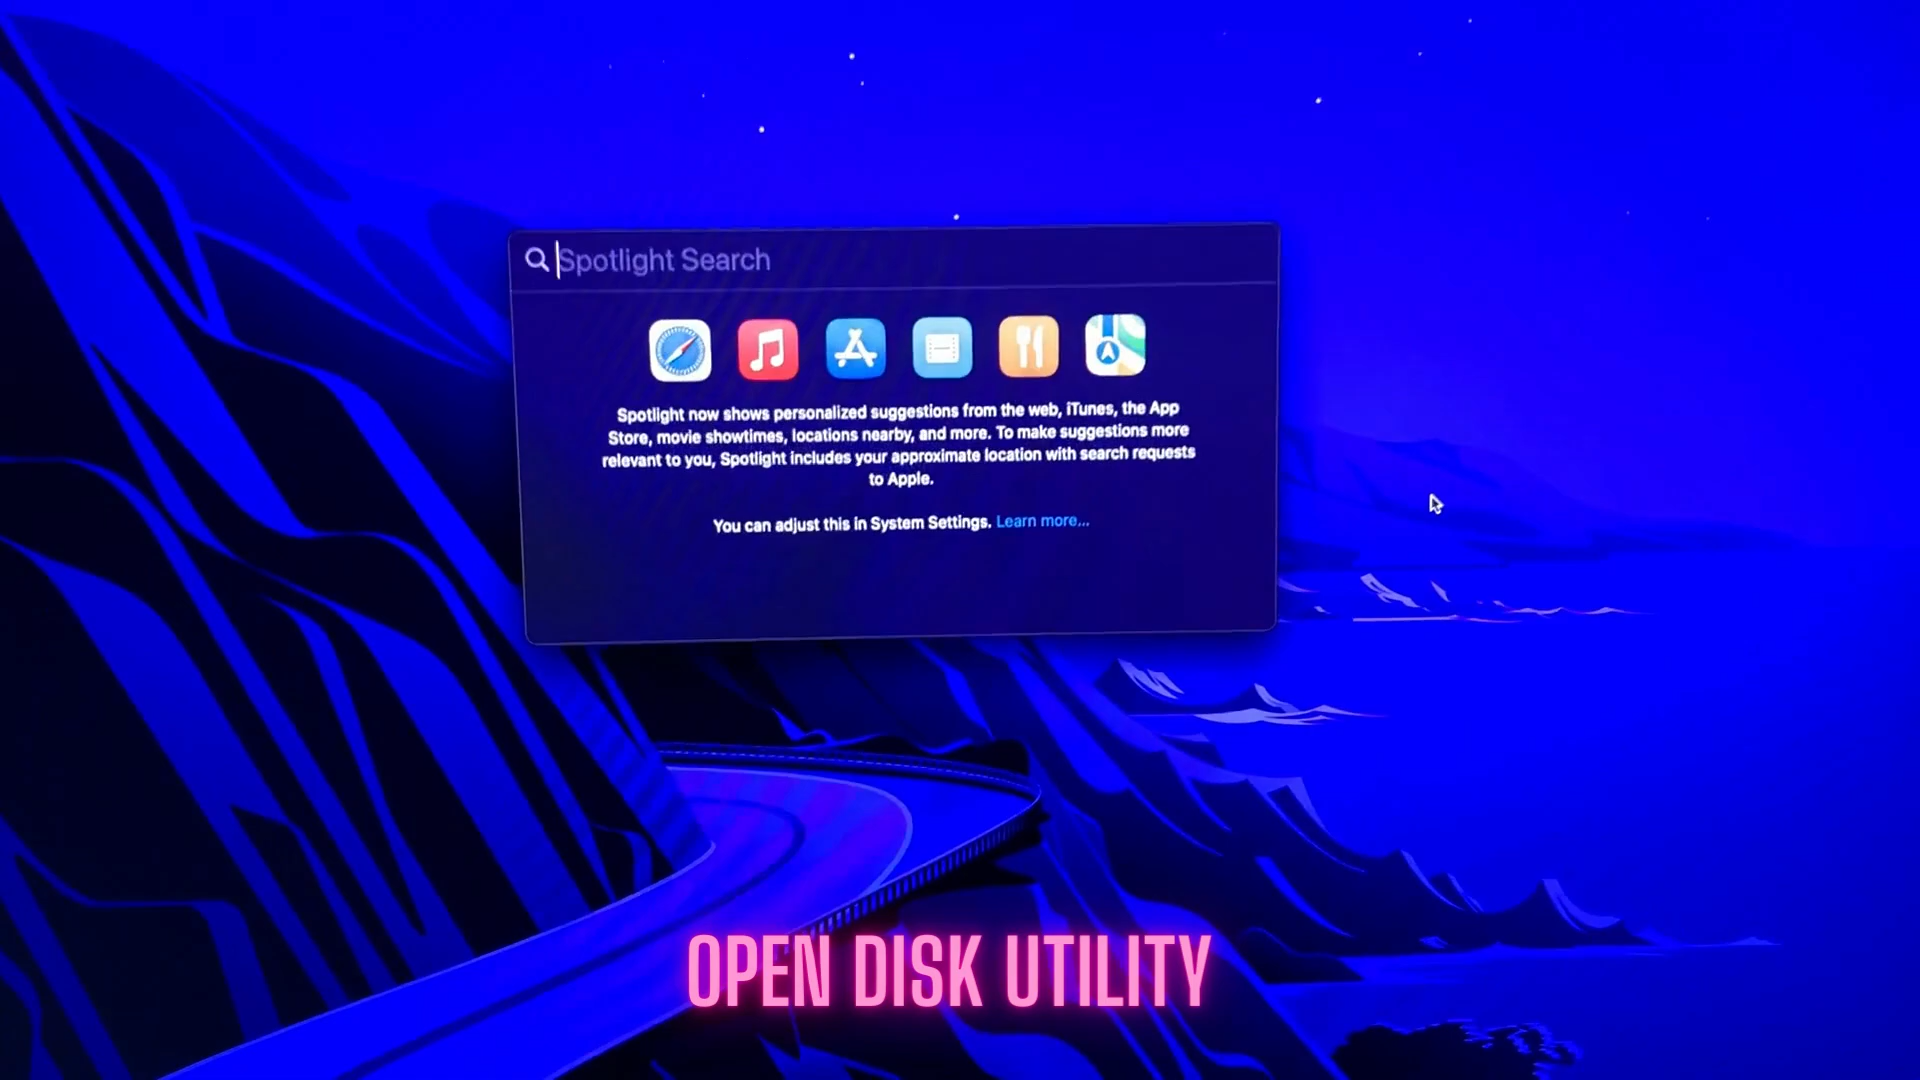 Spotlight Search
Spotlight now shows personalized suggestions from the web, iTunes, the App
Store, movie showtimes, locations nearby, and more. To make suggestions more
relevant to you, Spotlight includes your approximate location with search requests
to Apple.
You can adjust this in System Settings. Learn more...
OPEN DISK UTILITY